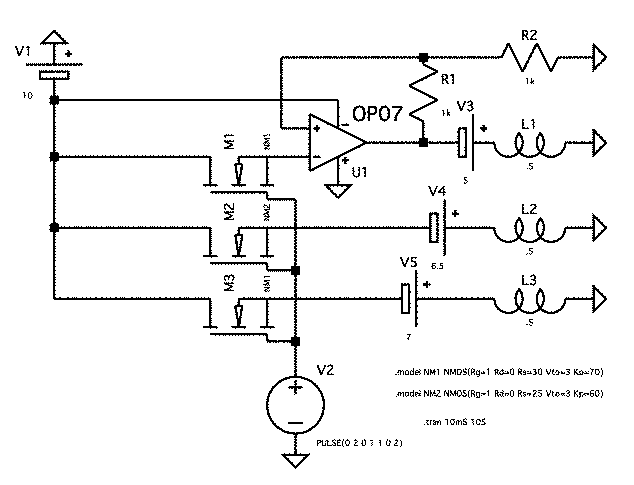 R2
V1
1k
R1
10
1k
V3
OP07
L1
M1
NM1
U1
5
.5
V4
M2
NM2
L2
6.5
.5
V5
M3
NM1
L3
7
.5
V2
.model NM1 NMOS(Rg=1 Rd=0 Rs=30 Vto=3 Kp=70)
.model NM2 NMOS(Rg=1 Rd=0 Rs=25 Vto=3 Kp=60)
.tran 10mS 10S
PULSE(0 2 0 1 1 0 2)